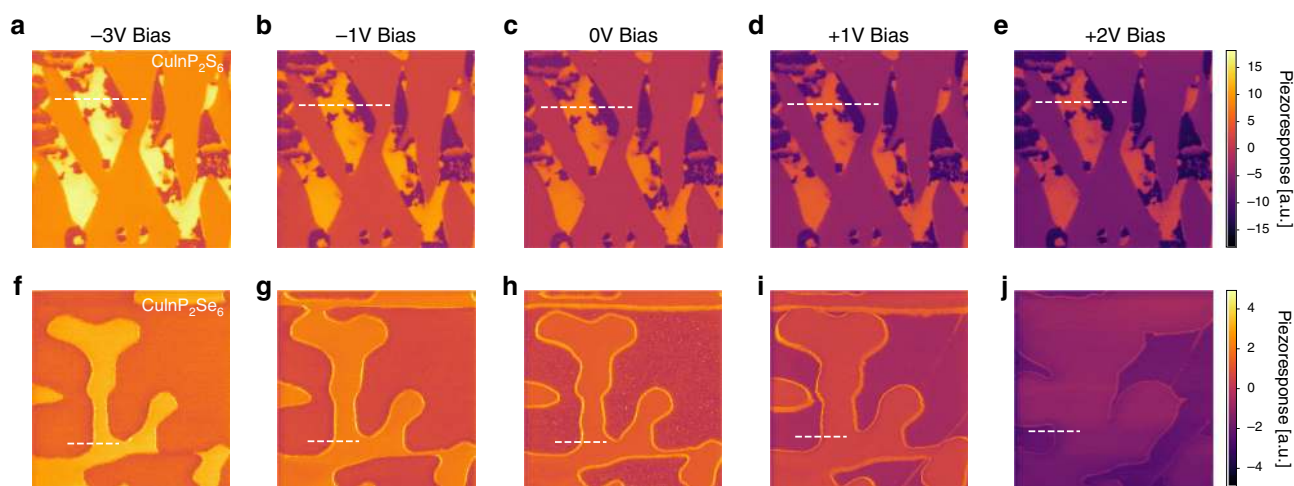 a b c d e
–3V Bias –1V Bias 0V Bias +1V Bias +2V Bias
CuInP₂S₆
15
10
5
0
–5
–10
–15
Piezoresponse [a.u.]
f g h i j
CuInP₂Se₆
4
2
0
–2
–4
Piezoresponse [a.u.]